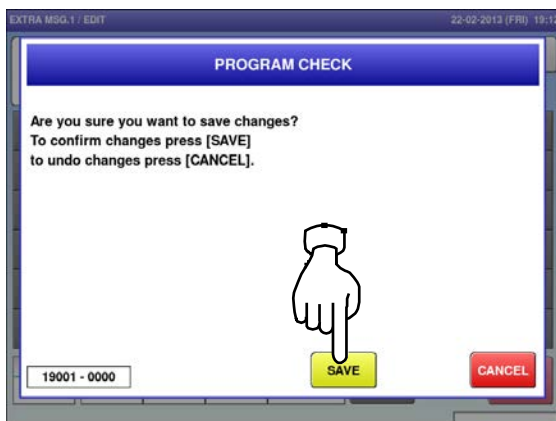 EXTRA MSG.1 / EDIT 22-02-2013 (FRI) 19:12
PROGRAM CHECK
Are you sure you want to save changes?
To confirm changes press [SAVE]
to undo changes press [CANCEL].
19001 - 0000 SAVE CANCEL